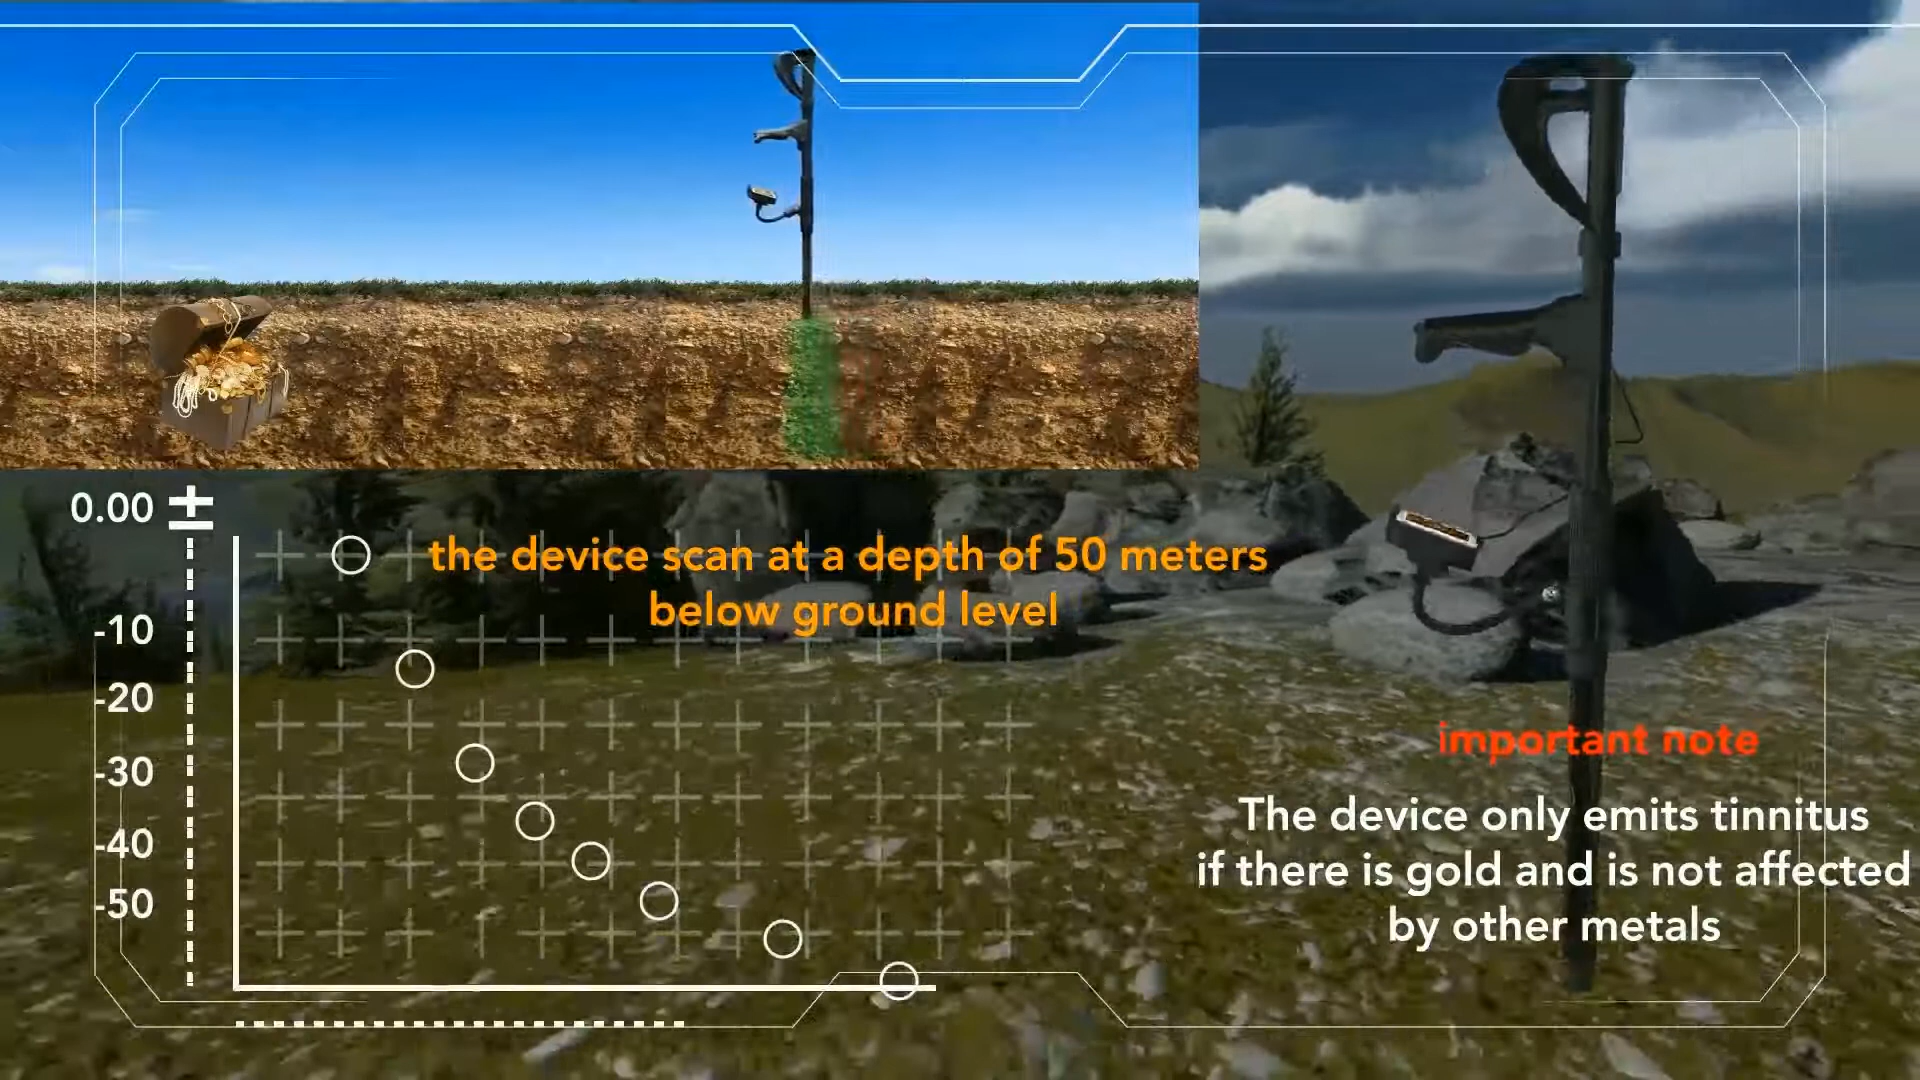 0.00
the device scan at a depth of 50 meters
below ground level
-10
-20
-30
-40
-50
important note
The device only emits tinnitus
if there is gold and is not affected
by other metals